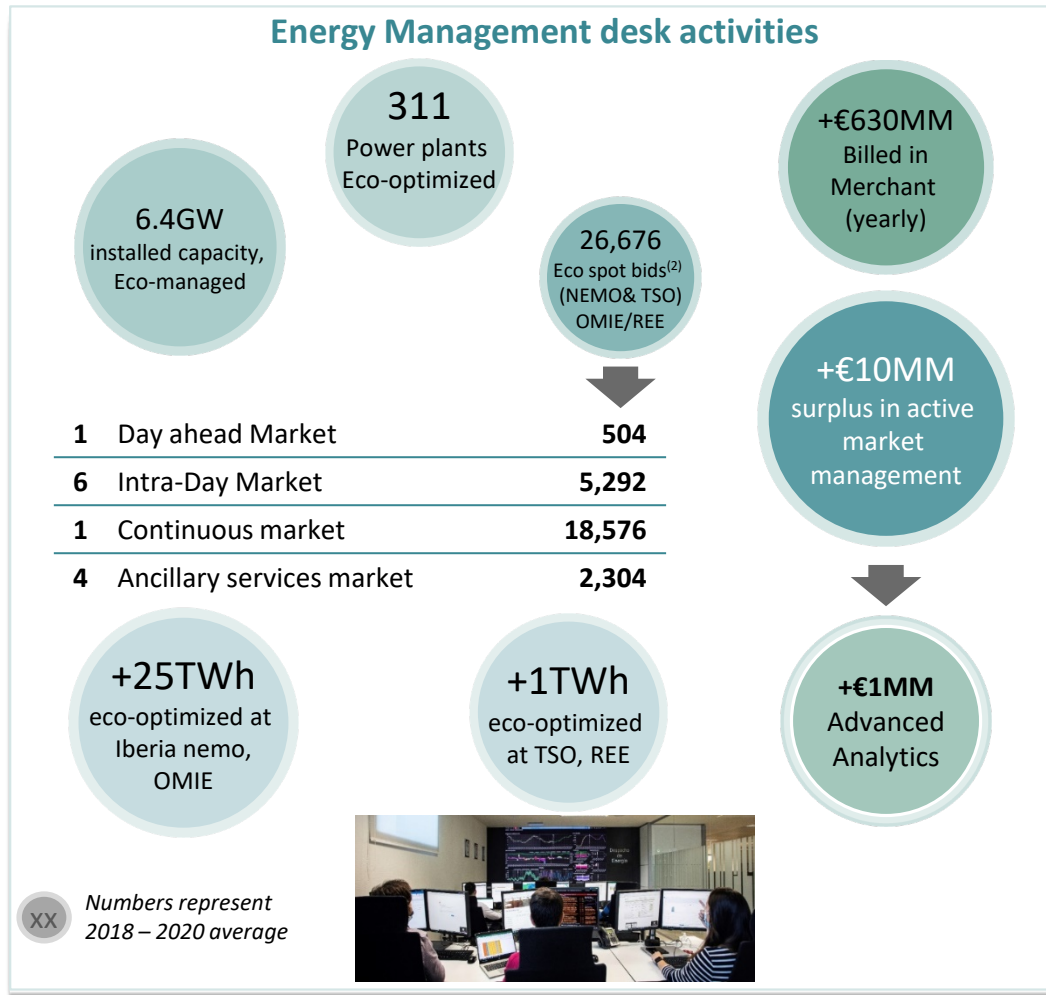 Energy Management desk activities
311
Power plants
Eco-optimized
+€630MM
Billed in
Merchant
(yearly)
6.4GW
installed capacity,
Eco-managed
26,676
Eco spot bids(2)
(NEMO& TSO)
OMIE/REE
+€10MM
surplus in active
market
management
1 Day ahead Market 504
6 Intra-Day Market 5,292
1 Continuous market 18,576
4 Ancillary services market 2,304
+25TWh
eco-optimized at
Iberia nemo,
OMIE
+1TWh
eco-optimized
at TSO, REE
+€1MM
Advanced
Analytics
XX
Numbers represent
2018 – 2020 average